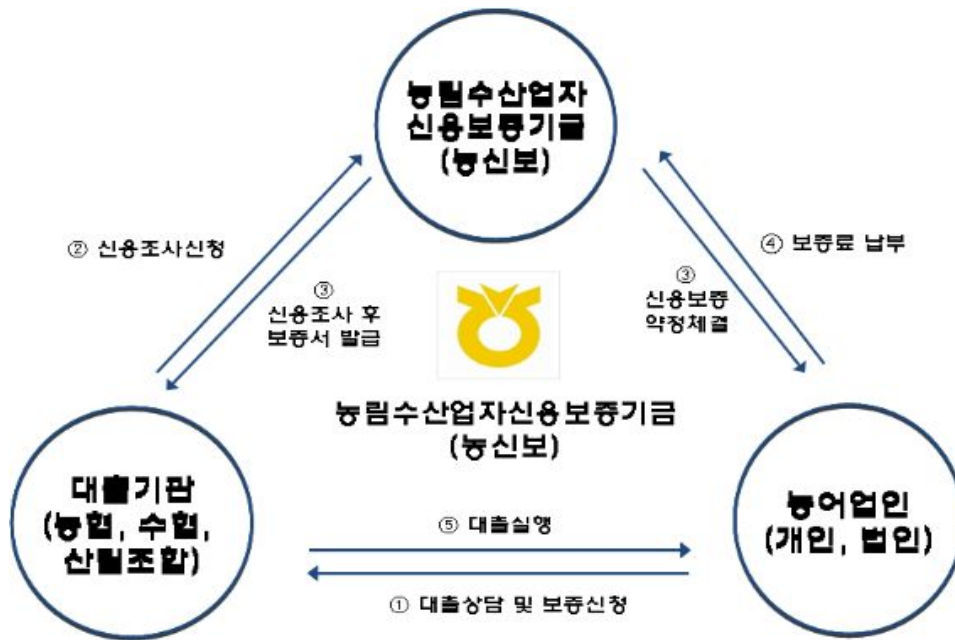 농림수산업자
신용보증기금
(농신보)
② 신용조사신청
④ 보증료 납부
③
신용조사 후
보증서 발급
③
신용보증
약정체결
농림수산업자신용보증기금
(농신보)
대출기관
(농협, 수협,
산림조합)
농어업인
(개인, 법인)
⑤ 대출실행
① 대출상담 및 보증신청